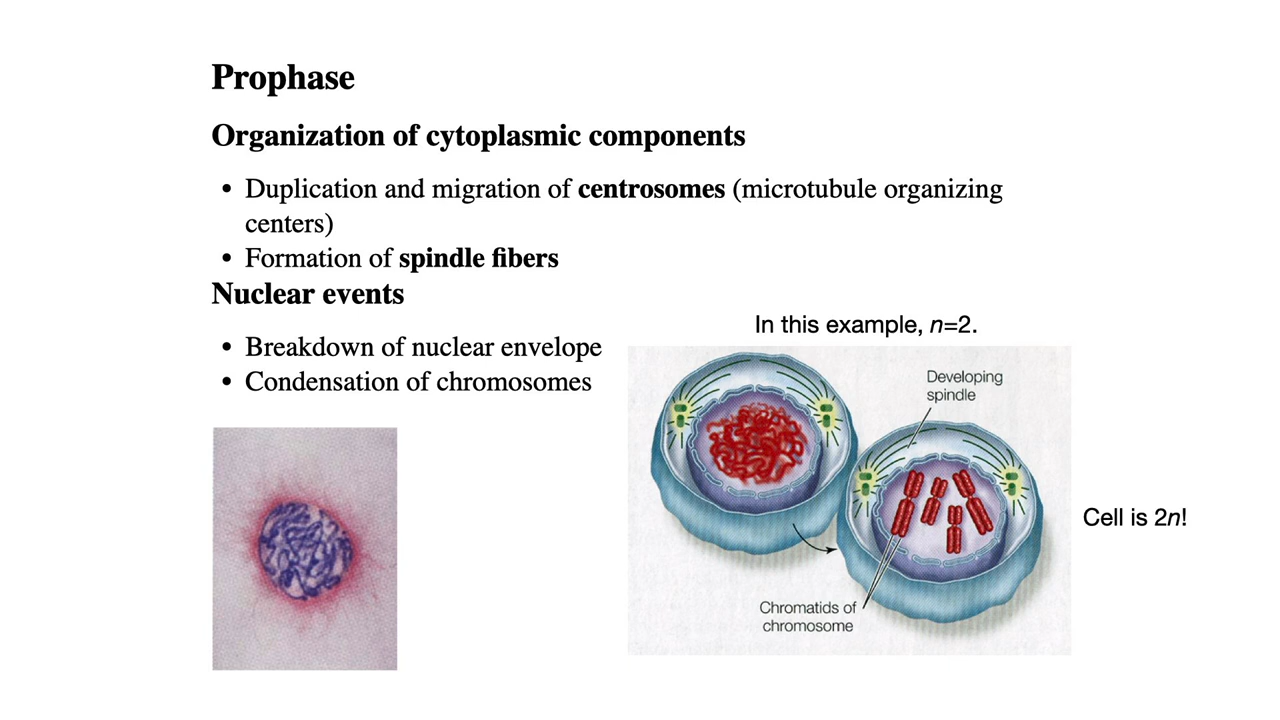 Prophase
Organization of cytoplasmic components
• Duplication and migration of centrosomes (microtubule organizing
centers)
• Formation of spindle fibers
Nuclear events
• Breakdown of nuclear envelope
• Condensation of chromosomes
In this example, n=2.
Developing
spindle
Cell is 2n!
Chromatids of
chromosome